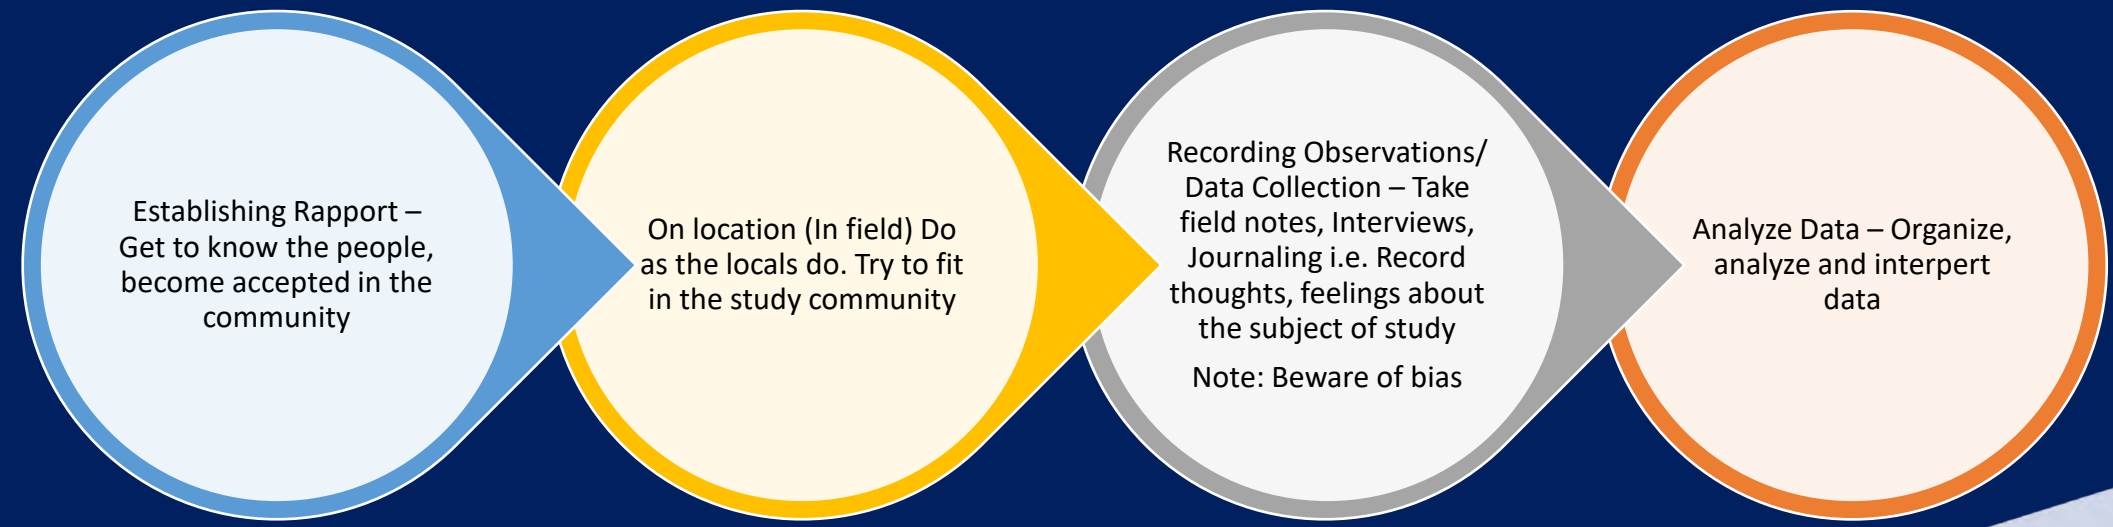 Establishing Rapport –
Get to know the people,
become accepted in the
community
On location (In field) Do
as the locals do. Try to fit
in the study community
Recording Observations/
Data Collection – Take
field notes, Interviews,
Journaling i.e. Record
thoughts, feelings about
the subject of study
Note: Beware of bias
Analyze Data – Organize,
analyze and interpert
data